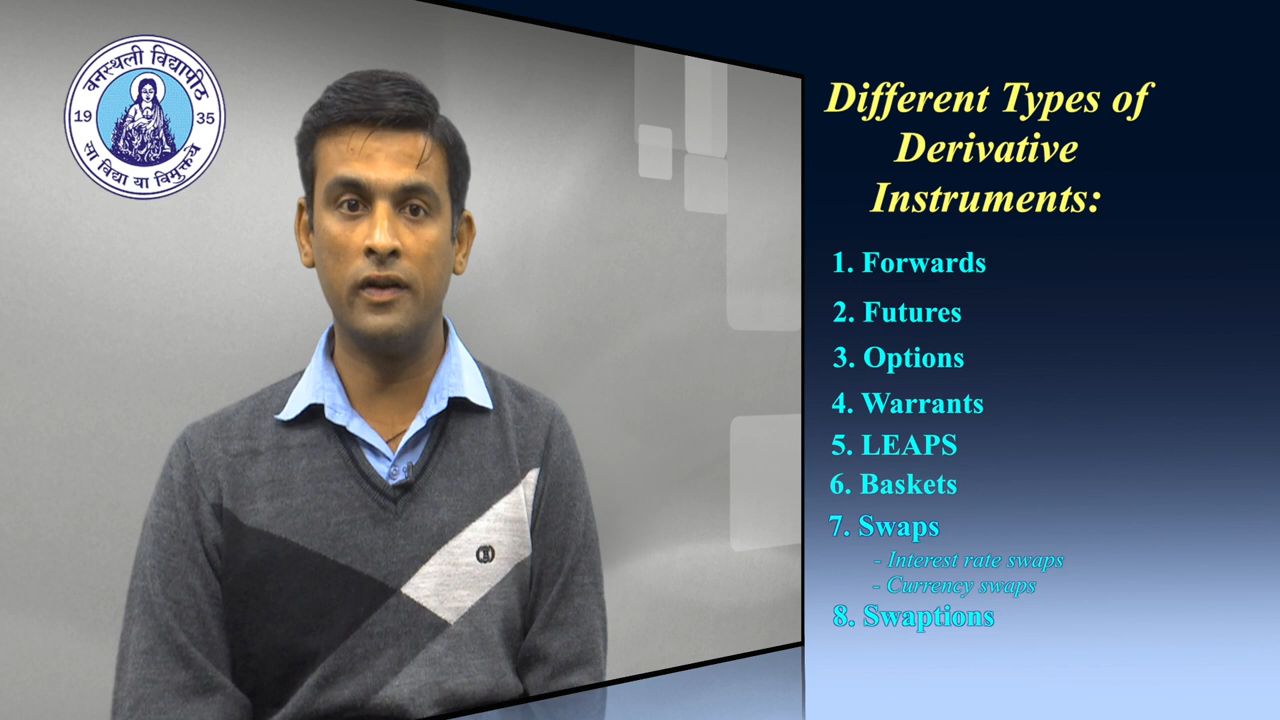 वनस्थली विद्यापीठ
19 35
सा विद्या या विमुक्तये
Different Types of
Derivative
Instruments:
1. Forwards
2. Futures
3. Options
4. Warrants
5. LEAPS
6. Baskets
7. Swaps
- Interest rate swaps
- Currency swaps
8. Swaptions